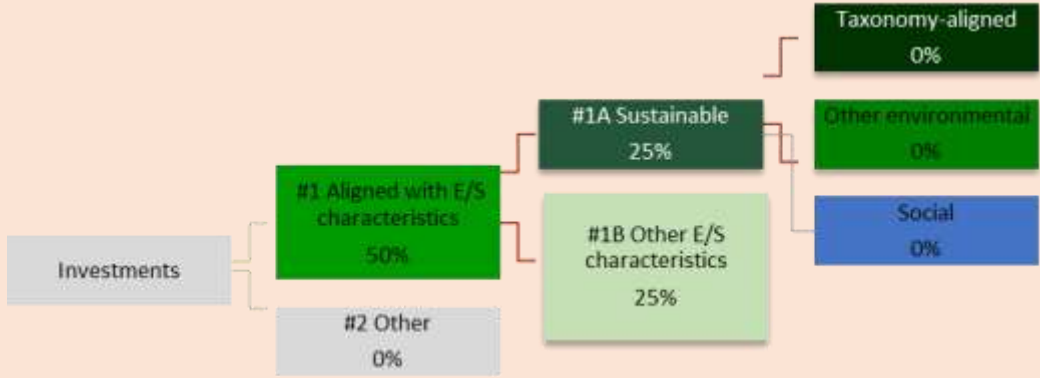 Investments
#1 Aligned with E/S
characteristics
50%
#2 Other
0%
#1A Sustainable
25%
#1B Other E/S
characteristics
25%
Taxonomy-aligned
0%
Other environmental
0%
Social
0%